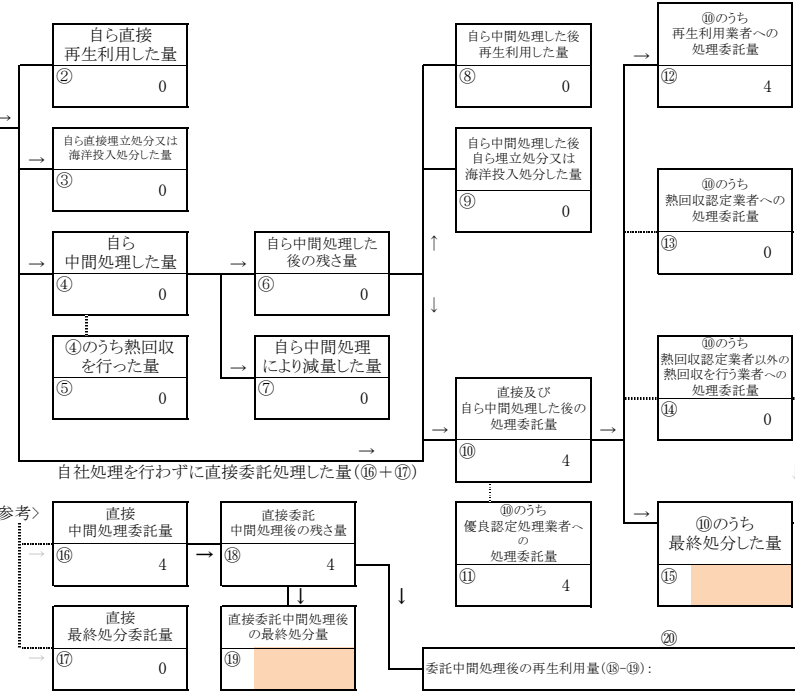 自ら直接
再生利用した量
② 0
→
自ら直接埋立処分又は
海洋投入処分した量
→
③ 0
自ら
中間処理した量
→
④ 0
④のうち熱回収
を行った量
⑤ 0
→
自ら中間処理した
後の残さ量
⑥ 0
→
自ら中間処理
により減量した量
⑦ 0
自ら中間処理した後
再生利用した量
⑧ 0
自ら中間処理した後
自ら埋立処分又は
海洋投入処分した量
⑨ 0
↑
↓
直接及び
自ら中間処理した後の
処理委託量
→
⑩ 4
⑩のうち
優良認定処理業者へ
の
処理委託量
⑪ 4
→
⑩のうち
再生利用業者への
処理委託量
→
⑫ 4
⑩のうち
熱回収認定業者への
処理委託量
⑬ 0
⑩のうち
熱回収認定業者以外の
熱回収を行う業者への
処理委託量
⑭ 0
→
⑩のうち
最終処分した量
⑮
→
自社処理を行わずに直接委託処理した量(⑯+⑰)
参考>
直接
中間処理委託量
→
⑯ 4
→
直接委託
中間処理後の残さ量
⑱ 4
直接
最終処分委託量
→
⑰ 0
↓
直接委託中間処理後
の最終処分量
⑲
↓
⑳
委託中間処理後の再生利用量(⑱-⑲):